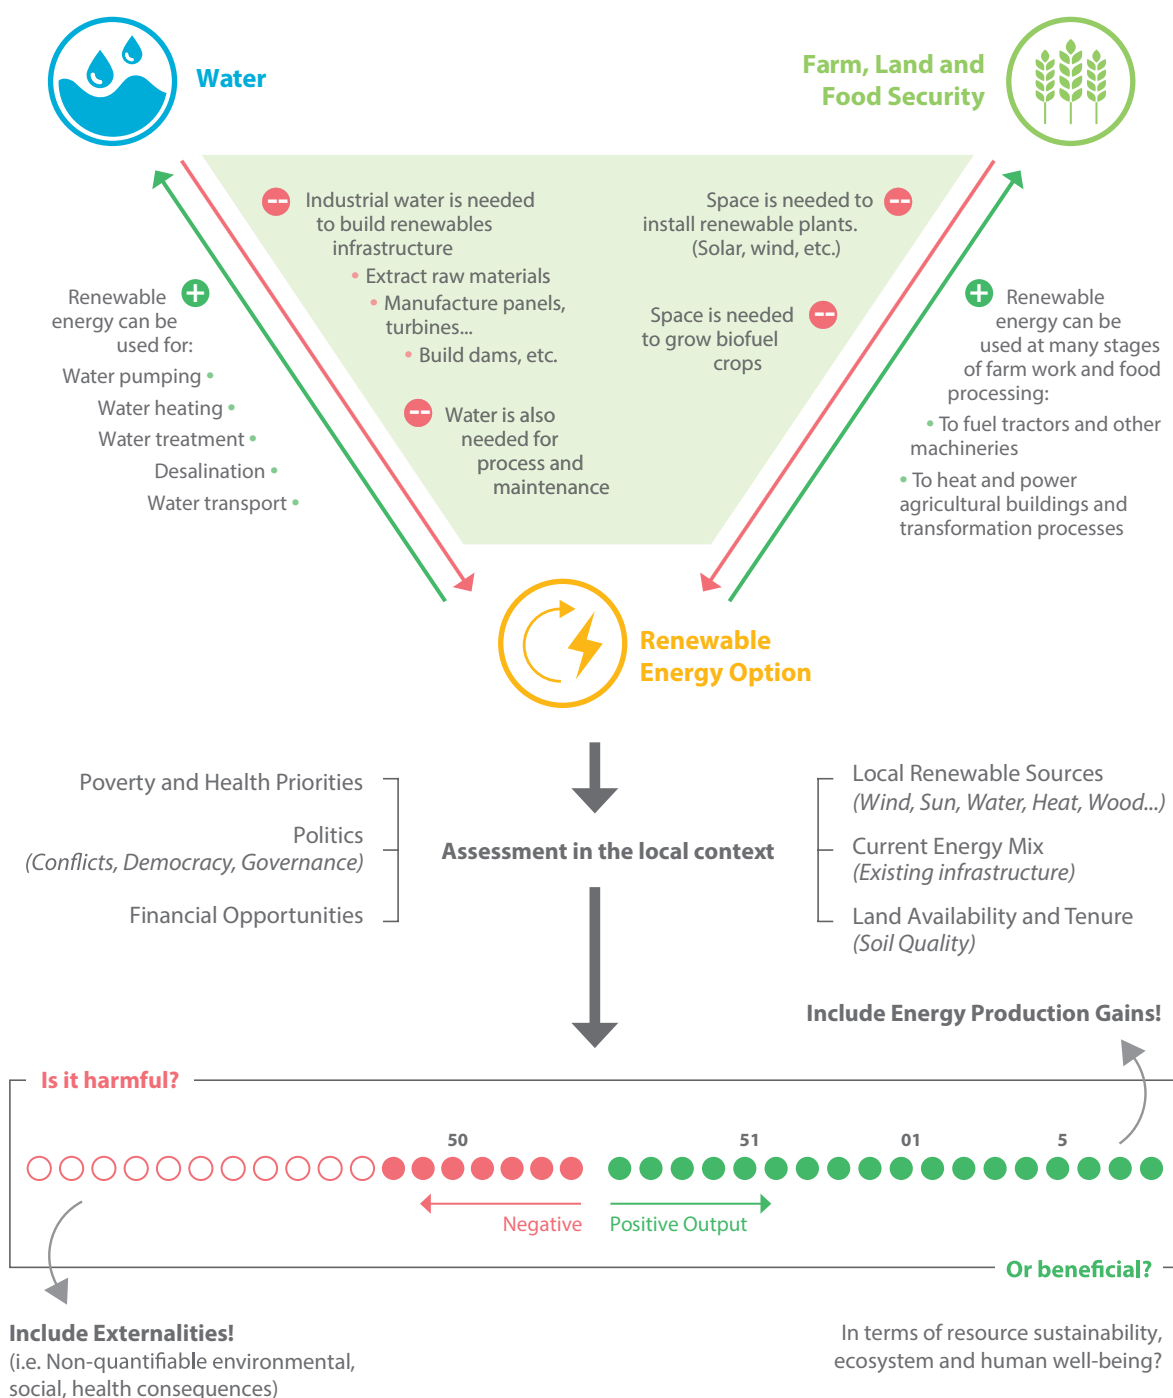 Water
Farm, Land and
Food Security
Industrial water is needed
to build renewables
infrastructure
• Extract raw materials
• Manufacture panels,
turbines...
• Build dams, etc.
Water is also
needed for
process and
maintenance
Space is needed to
install renewable plants.
(Solar, wind, etc.)
Space is needed
to grow biofuel
crops
Renewable
energy can be
used for:
Water pumping •
Water heating •
Water treatment •
Desalination •
Water transport •
Renewable
energy can be
used at many stages
of farm work and food
processing:
• To fuel tractors and other
machineries
• To heat and power
agricultural buildings and
transformation processes
Renewable
Energy Option
Poverty and Health Priorities
Politics
(Conflicts, Democracy, Governance)
Financial Opportunities
Assessment in the local context
Local Renewable Sources
(Wind, Sun, Water, Heat, Wood...)
Current Energy Mix
(Existing infrastructure)
Land Availability and Tenure
(Soil Quality)
Include Energy Production Gains!
Is it harmful?
50 51 01 5
Negative Positive Output
Or beneficial?
Include Externalities!
(i.e. Non-quantifiable environmental,
social, health consequences)
In terms of resource sustainability,
ecosystem and human well-being?